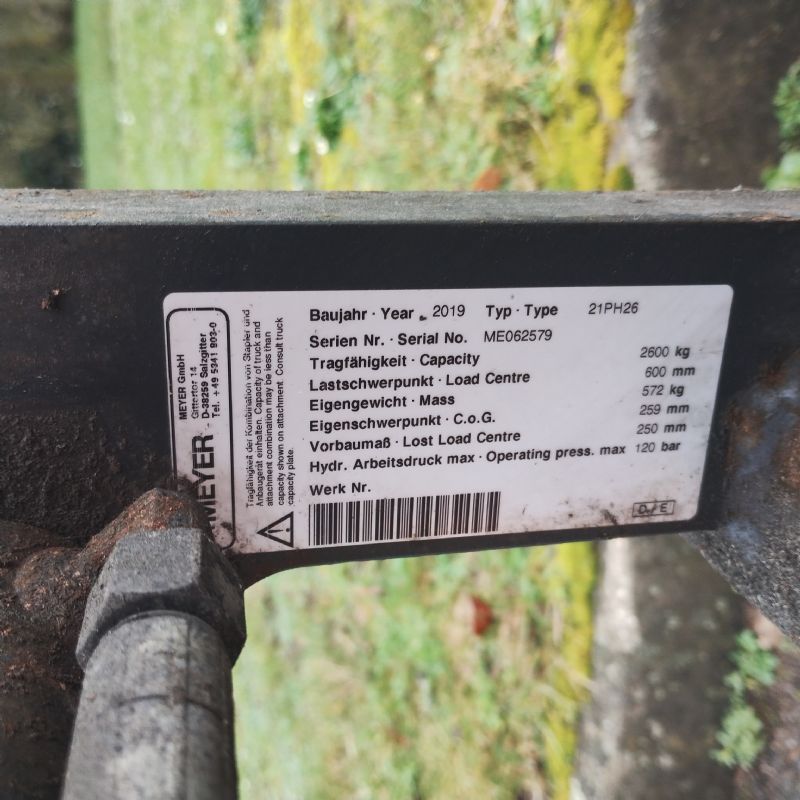 MEYER
MEYER GmbH
Gittertor 14
D-38259 Salzgitter
Tel. +49 5341 903-0
Tragfähigkeit der Kombination von Stapler und
Anbaugerät einhalten. Capacity of truck and
attachment combination may be less than
capacity shown on attachment. Consult truck
capacity plate.
Baujahr · Year 2019 Typ · Type 21PH26
Serien Nr. · Serial No. ME062579
Tragfähigkeit · Capacity 2600 kg
Lastschwerpunkt · Load Centre 600 mm
Eigengewicht · Mass 572 kg
Eigenschwerpunkt · C.o.G. 259 mm
Vorbaumaß · Lost Load Centre 250 mm
Hydr. Arbeitsdruck max · Operating press. max 120 bar
Werk Nr.
D / E